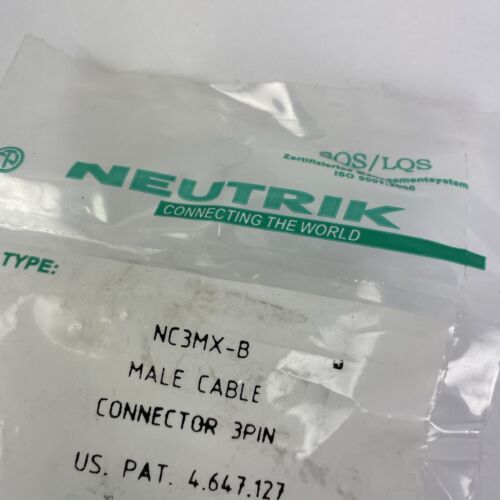 SQS/LQS
Zertifiziertes Managementsystem
ISO 9001:2000
NEUTRIK
CONNECTING THE WORLD
TYPE:
NC3MX-B
MALE CABLE
CONNECTOR 3PIN
US. PAT. 4.647.127